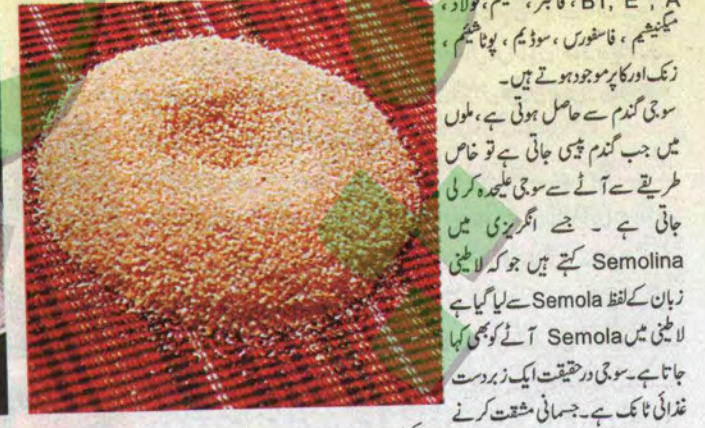 B1, E , A ، فائبر ،
میگنیشیم ، فاسفورس ، سوڈیم ، پوٹاشیئم ،
زنک اور کاپر موجود ہوتے ہیں۔
سوجی گندم سے حاصل ہوتی ہے ، ملوں
میں جب گندم پیسی جاتی ہے تو خاص
طریقے سے آٹے سے سوجی علیحدہ کر لی
جاتی ہے ۔ جسے انگریزی میں
Semolina کہتے ہیں جو کہ لاطینی
زبان کے لفظ Semola سے لیا گیا ہے
لاطینی میں Semola آٹے کو بھی کہا
جاتا ہے۔ سوجی درحقیقت ایک زبردست
غذائی ٹانک ہے۔ جسمانی مشقت کرنے